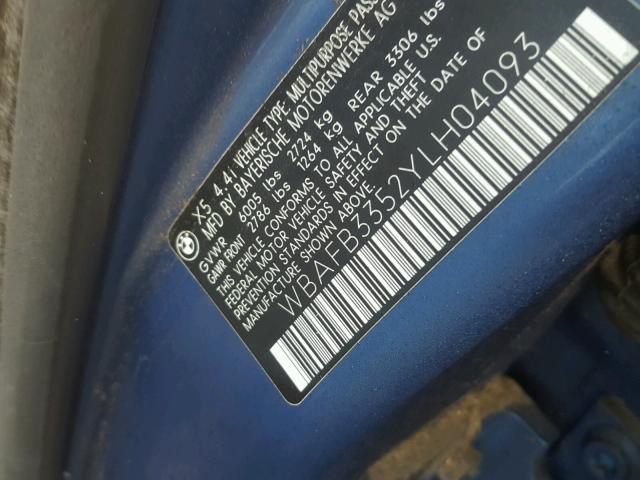 BMW
X5 4.4i VEHICLE TYPE: MULTIPURPOSE PASS
MFD BY BAYERISCHE MOTORENWERKE AG
GVWR 6005 lbs 2724 kg
GAWR FRONT 2786 lbs 1264 kg REAR 3306 lbs
THIS VEHICLE CONFORMS TO ALL APPLICABLE U.S.
FEDERAL MOTOR VEHICLE SAFETY AND THEFT
PREVENTION STANDARDS IN EFFECT ON THE DATE OF
MANUFACTURE
WBAFB3352YLH04093